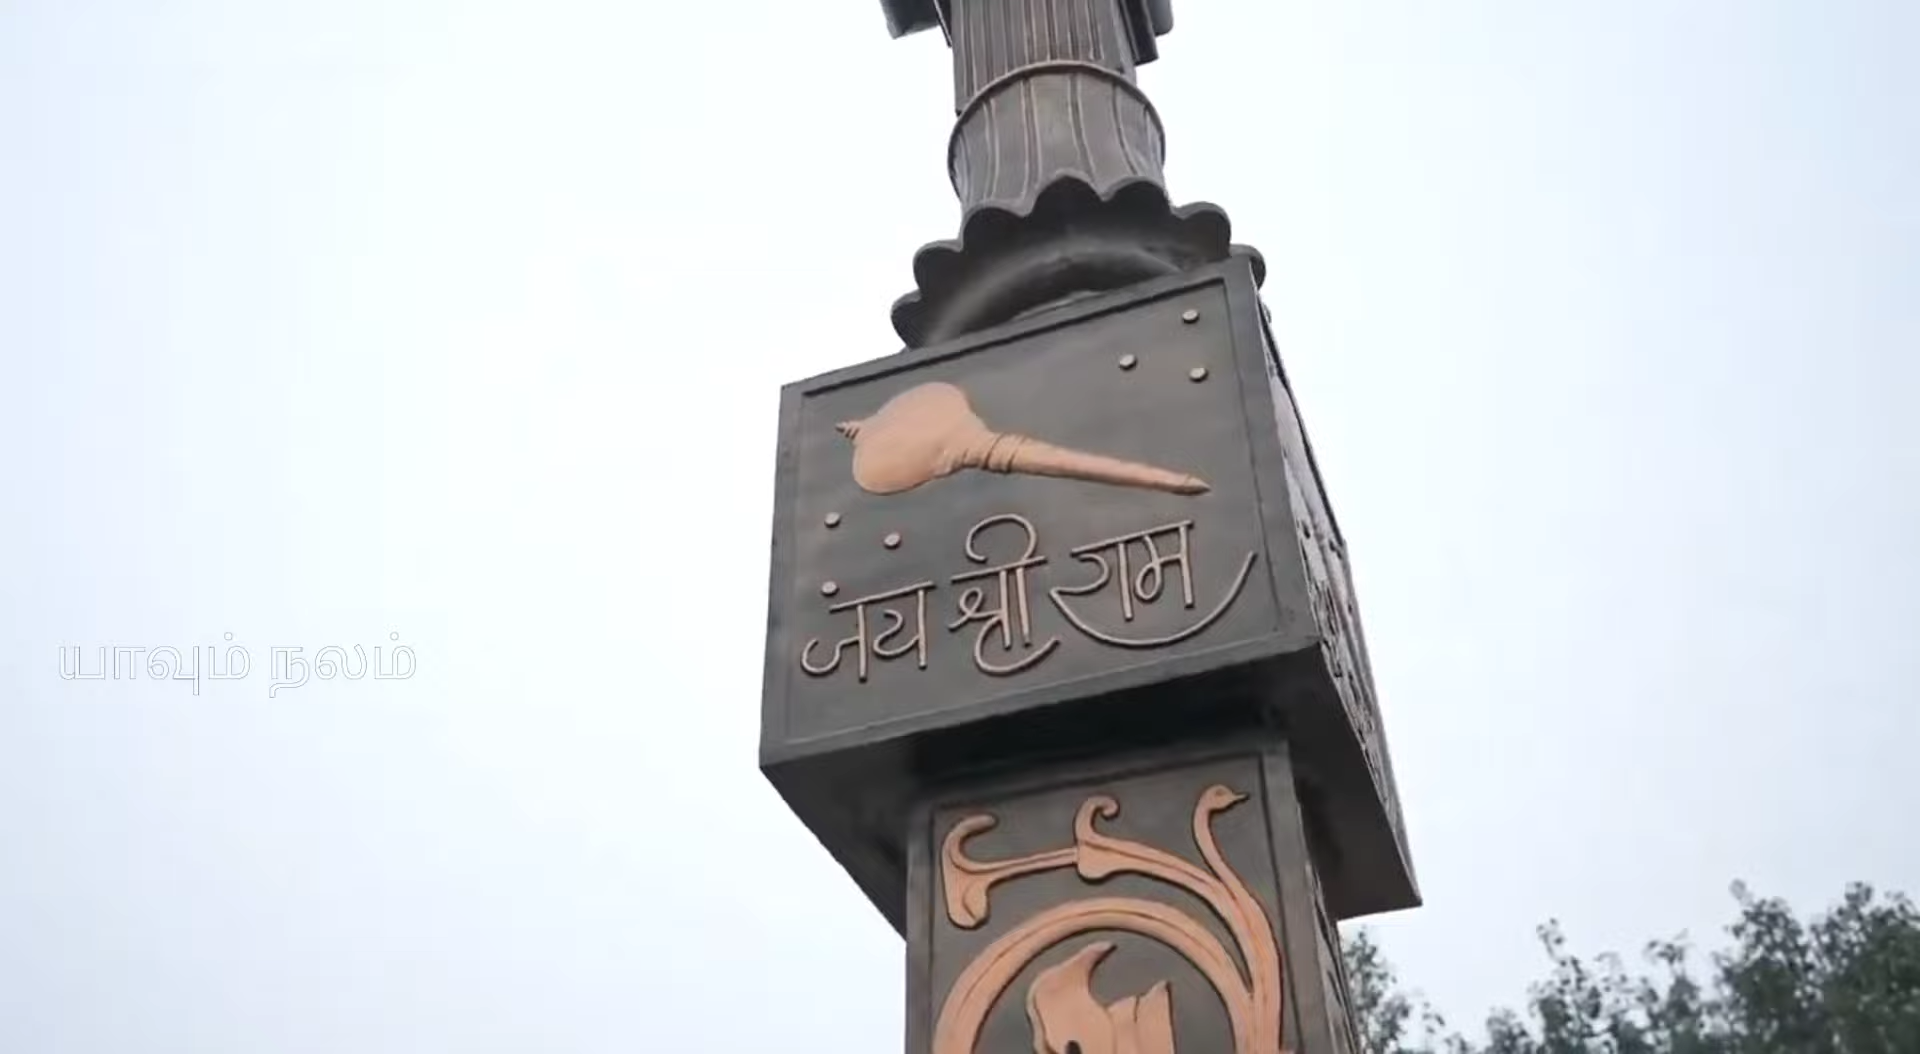 जय श्री राम
யாவும் நலம்